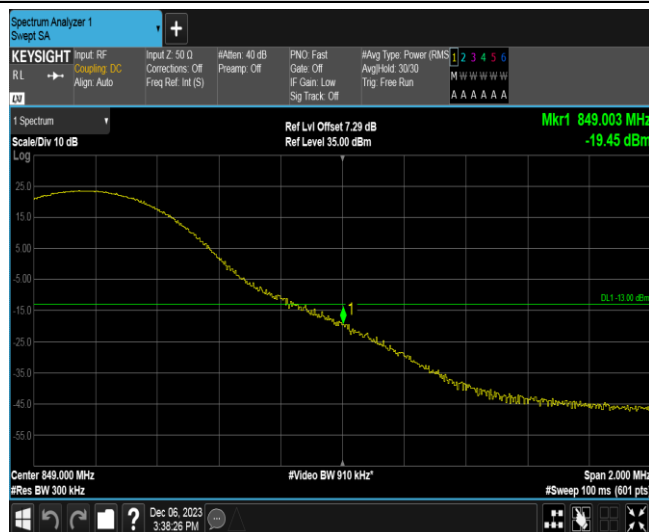 Spectrum Analyzer 1
Swept SA
KEYSIGHT
RL
Input: RF
Coupling: DC
Align: Auto
Input Z: 50 Ω
Corrections: Off
Freq Ref: Int (S)
#Atten: 40 dB
Preamp: Off
PNO: Fast
Gate: Off
IF Gain: Low
Sig Track: Off
#Avg Type: Power (RMS
Avg|Hold: 30/30
Trig: Free Run
1 2 3 4 5 6
M W W W W W
A A A A A A
LXI
1 Spectrum
Scale/Div 10 dB
Ref Lvl Offset 7.29 dB
Ref Level 35.00 dBm
Mkr1 849.003 MHz
-19.45 dBm
Log
25.0
15.0
5.00
-5.00
-15.0
-25.0
-35.0
-45.0
-55.0
DL1 -13.00 dBm
1
Center 849.000 MHz
#Res BW 300 kHz
#Video BW 910 kHz*
Span 2.000 MHz
#Sweep 100 ms (601 pts)
?
Dec 06, 2023
3:38:26 PM